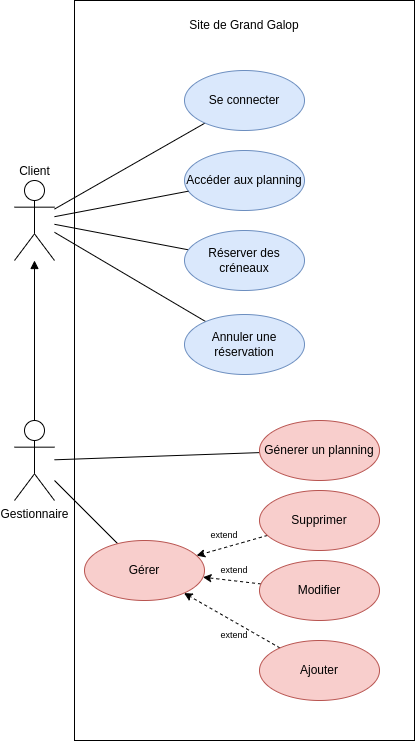 Site de Grand Galop
Se connecter
Client
Accéder aux planning
Réserver des
créneaux
Annuler une
réservation
Génerer un planning
Gestionnaire
Supprimer
extend
Gérer
extend
Modifier
extend
Ajouter